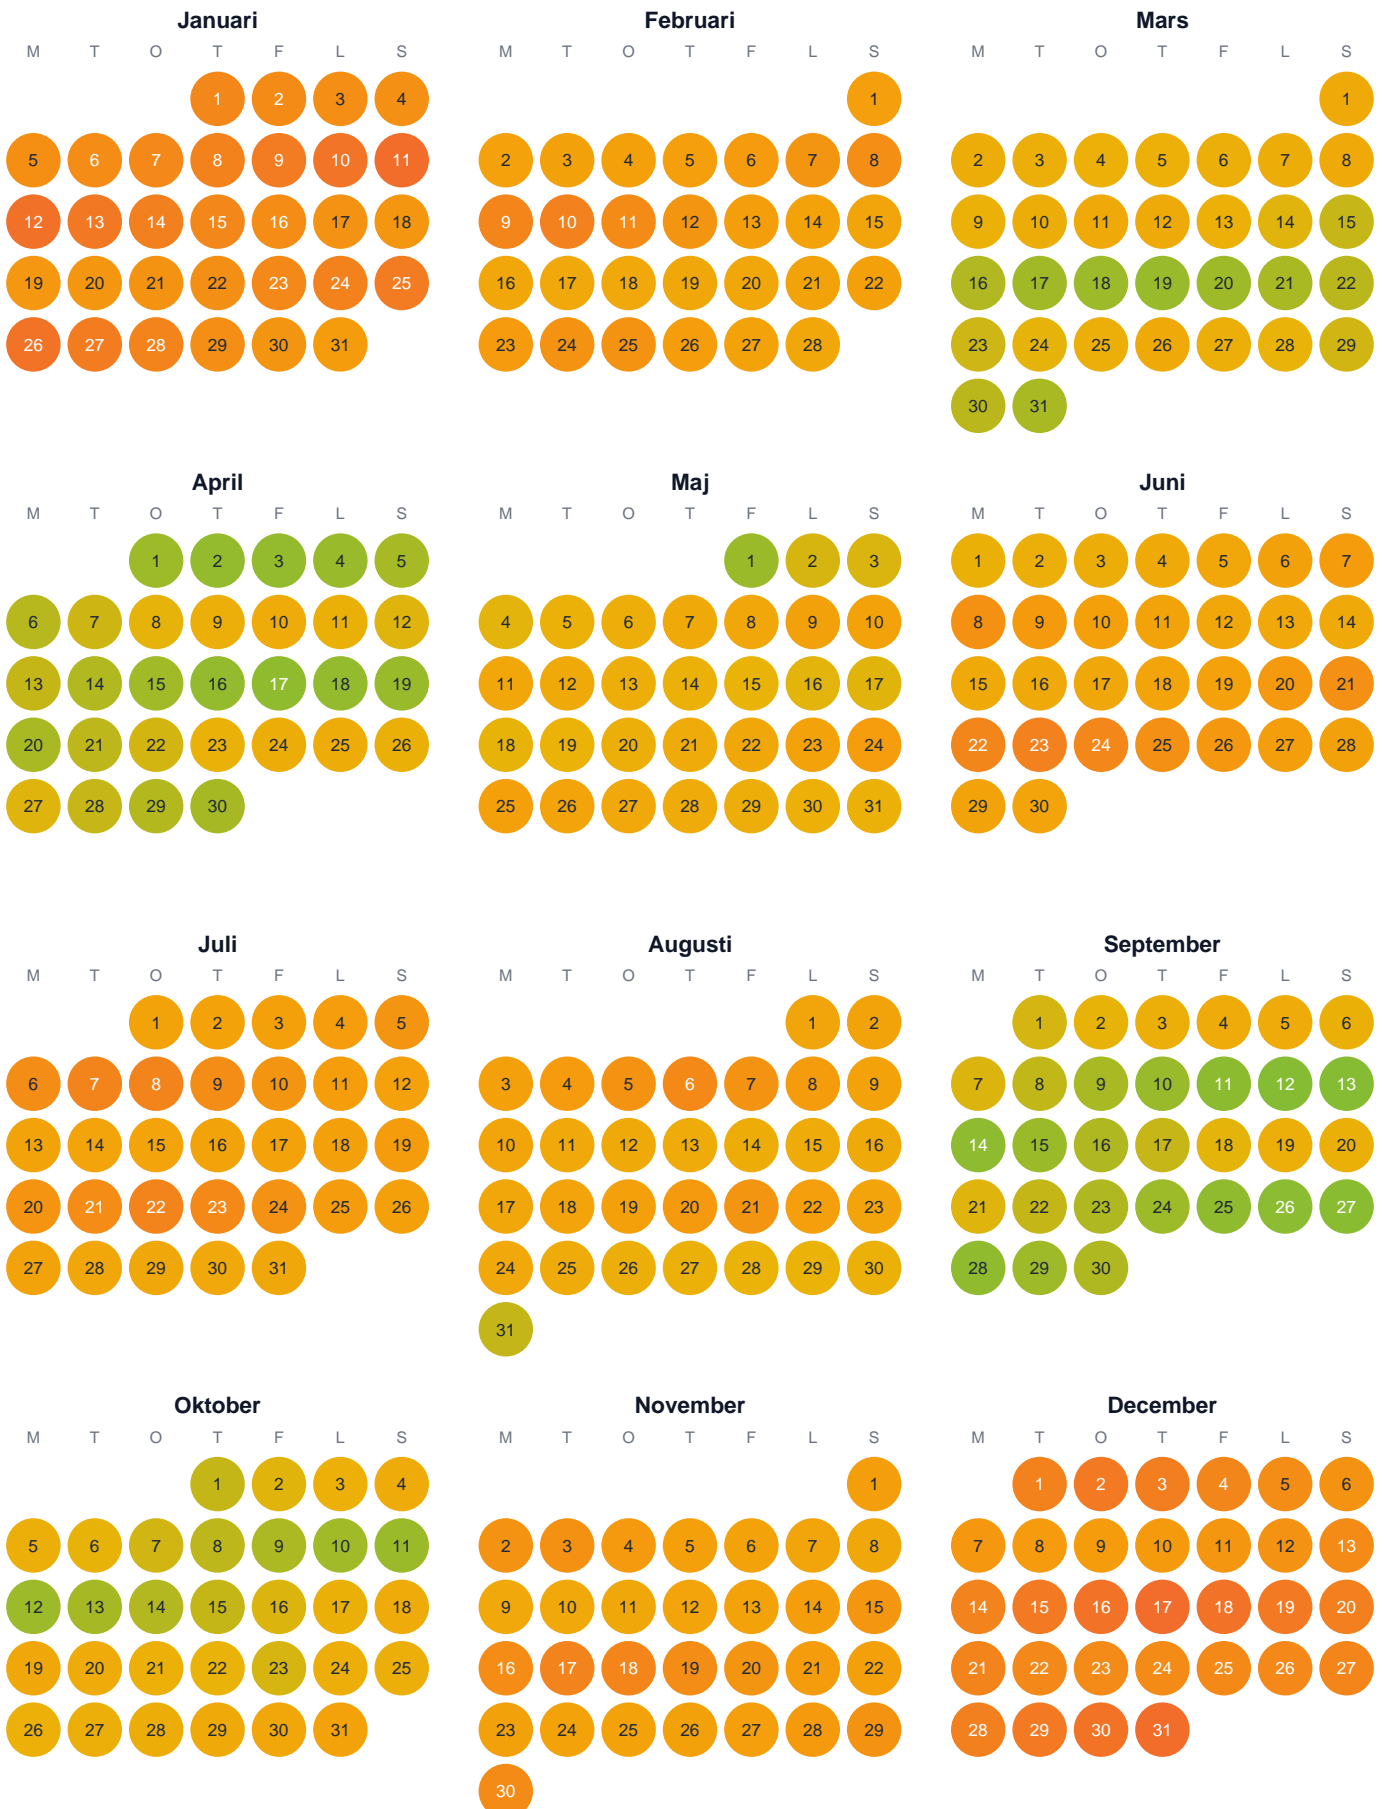 Januari Februari Mars
M T O T F L S M T O T F L S M T O T F L S
1 2 3 4 1 1
5 6 7 8 9 10 11 2 3 4 5 6 7 8 2 3 4 5 6 7 8
12 13 14 15 16 17 18 9 10 11 12 13 14 15 9 10 11 12 13 14 15
19 20 21 22 23 24 25 16 17 18 19 20 21 22 16 17 18 19 20 21 22
26 27 28 29 30 31 23 24 25 26 27 28 23 24 25 26 27 28 29
30 31
April Maj Juni
M T O T F L S M T O T F L S M T O T F L S
1 2 3 4 5 1 2 3 1 2 3 4 5 6 7
6 7 8 9 10 11 12 4 5 6 7 8 9 10 8 9 10 11 12 13 14
13 14 15 16 17 18 19 11 12 13 14 15 16 17 15 16 17 18 19 20 21
20 21 22 23 24 25 26 18 19 20 21 22 23 24 22 23 24 25 26 27 28
27 28 29 30 25 26 27 28 29 30 31 29 30
Juli Augusti September
M T O T F L S M T O T F L S M T O T F L S
1 2 3 4 5 1 2 1 2 3 4 5 6
6 7 8 9 10 11 12 3 4 5 6 7 8 9 7 8 9 10 11 12 13
13 14 15 16 17 18 19 10 11 12 13 14 15 16 14 15 16 17 18 19 20
20 21 22 23 24 25 26 17 18 19 20 21 22 23 21 22 23 24 25 26 27
27 28 29 30 31 24 25 26 27 28 29 30 28 29 30
31
Oktober November December
M T O T F L S M T O T F L S M T O T F L S
1 2 3 4 1 1 2 3 4 5 6
5 6 7 8 9 10 11 2 3 4 5 6 7 8 7 8 9 10 11 12 13
12 13 14 15 16 17 18 9 10 11 12 13 14 15 14 15 16 17 18 19 20
19 20 21 22 23 24 25 16 17 18 19 20 21 22 21 22 23 24 25 26 27
26 27 28 29 30 31 23 24 25 26 27 28 29 28 29 30 31
30